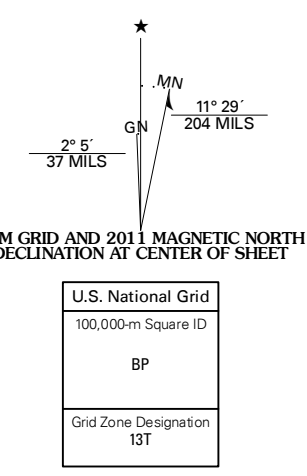 ★
MN
GN
11° 29´
204 MILS
2° 5´
37 MILS
M GRID AND 2011 MAGNETIC NORTH
DECLINATION AT CENTER OF SHEET
U.S. National Grid
100,000-m Square ID
BP
Grid Zone Designation
13T